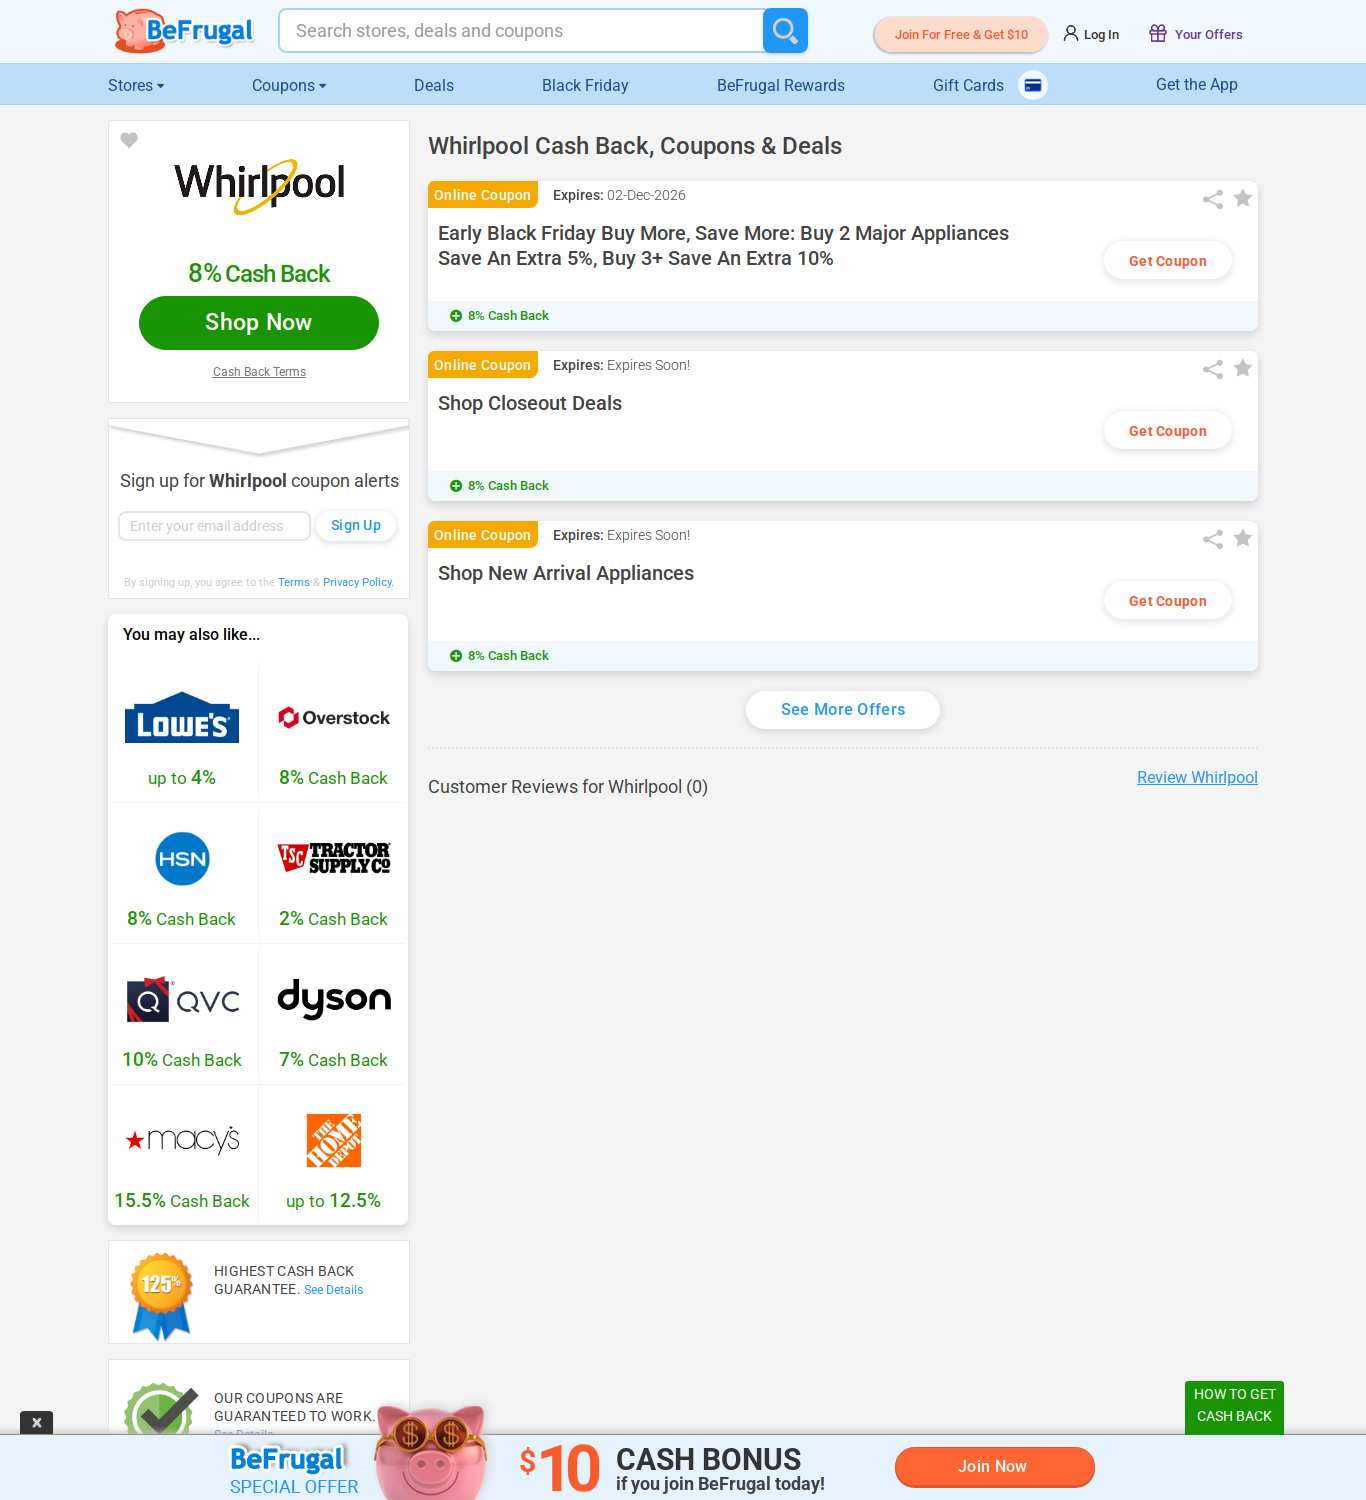 BeFrugal
Search stores, deals and coupons
Join For Free & Get $10
Log In
Your Offers
Stores
Coupons
Deals
Black Friday
BeFrugal Rewards
Gift Cards
Get the App
Whirlpool
8% Cash Back
Shop Now
Cash Back Terms
Sign up for Whirlpool coupon alerts
Enter your email address
Sign Up
By signing up, you agree to the Terms & Privacy Policy.
You may also like...
LOWE'S
Overstock
up to 4%
8% Cash Back
HSN
TSC TRACTOR SUPPLY CO
8% Cash Back
2% Cash Back
Q QVC
dyson
10% Cash Back
7% Cash Back
macy's
THE HOME DEPOT
15.5% Cash Back
up to 12.5%
125%
HIGHEST CASH BACK
GUARANTEE. See Details
OUR COUPONS ARE
GUARANTEED TO WORK.
See Details
Whirlpool Cash Back, Coupons & Deals
Online Coupon
Expires: 02-Dec-2026
Early Black Friday Buy More, Save More: Buy 2 Major Appliances
Save An Extra 5%, Buy 3+ Save An Extra 10%
Get Coupon
8% Cash Back
Online Coupon
Expires: Expires Soon!
Shop Closeout Deals
Get Coupon
8% Cash Back
Online Coupon
Expires: Expires Soon!
Shop New Arrival Appliances
Get Coupon
8% Cash Back
See More Offers
Customer Reviews for Whirlpool (0)
Review Whirlpool
HOW TO GET
CASH BACK
x
BeFrugal
SPECIAL OFFER
$ $
$10
CASH BONUS
if you join BeFrugal today!
Join Now